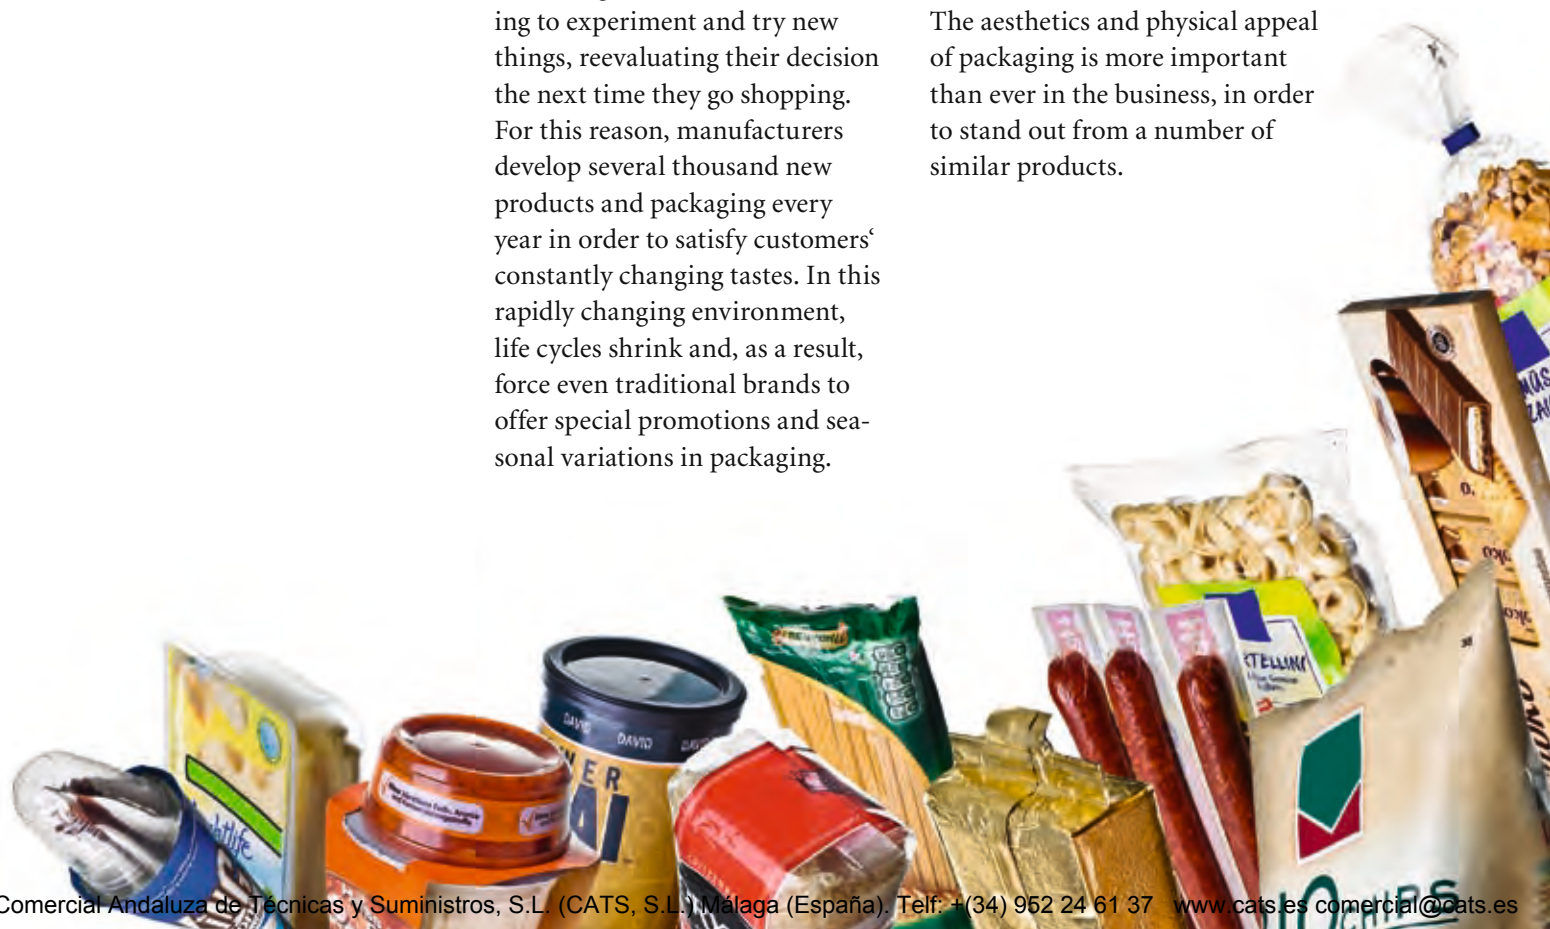 ing to experiment and try new
things, reevaluating their decision
the next time they go shopping.
For this reason, manufacturers
develop several thousand new
products and packaging every
year in order to satisfy customers‘
constantly changing tastes. In this
rapidly changing environment,
life cycles shrink and, as a result,
force even traditional brands to
offer special promotions and sea-
sonal variations in packaging.
The aesthetics and physical appeal
of packaging is more important
than ever in the business, in order
to stand out from a number of
similar products.
DAVID
DAVID
Comercial Andaluza de Técnicas y Suministros, S.L. (CATS, S.L.) Málaga (España). Telf: +(34) 952 24 61 37 www.cats.es comercial@cats.es